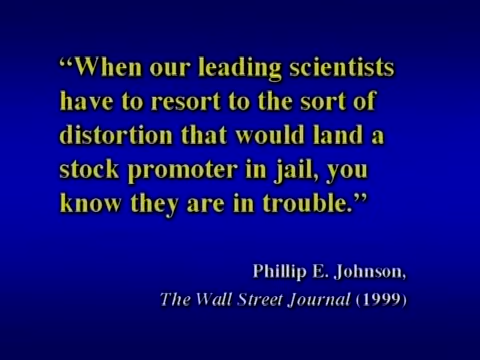 “When our leading scientists
have to resort to the sort of
distortion that would land a
stock promoter in jail, you
know they are in trouble.”
Phillip E. Johnson,
The Wall Street Journal (1999)